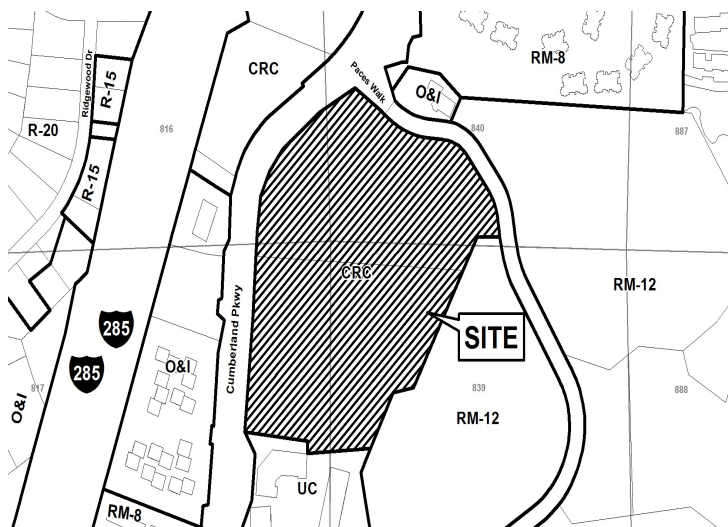 CRC
Paces Walk
O&I
RM-8
Ridgewood Dr
R-15
R-20
816
840
887
R-15
CRC
RM-12
285
SITE
285
Cumberland Pkwy
O&I
817
O&I
839
888
RM-12
UC
RM-8